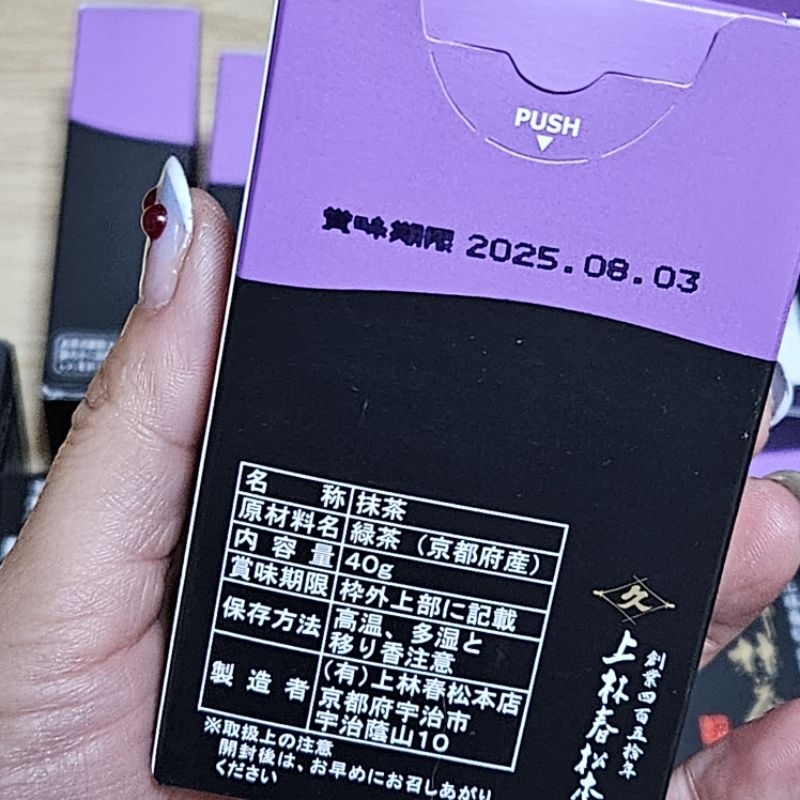 PUSH
賞味期限 2025.08.03
名称 抹茶
原材料名 緑茶(京都府産)
内容量 40g
賞味期限 枠外上部に記載
保存方法 高温、多湿と
移り香注意
製造者 (有)上林春松本店
京都府宇治市
宇治蔭山10
※取扱上の注意
開封後は、お早めにお召しあがり
ください
久
創業四百五拾年
上林春松本